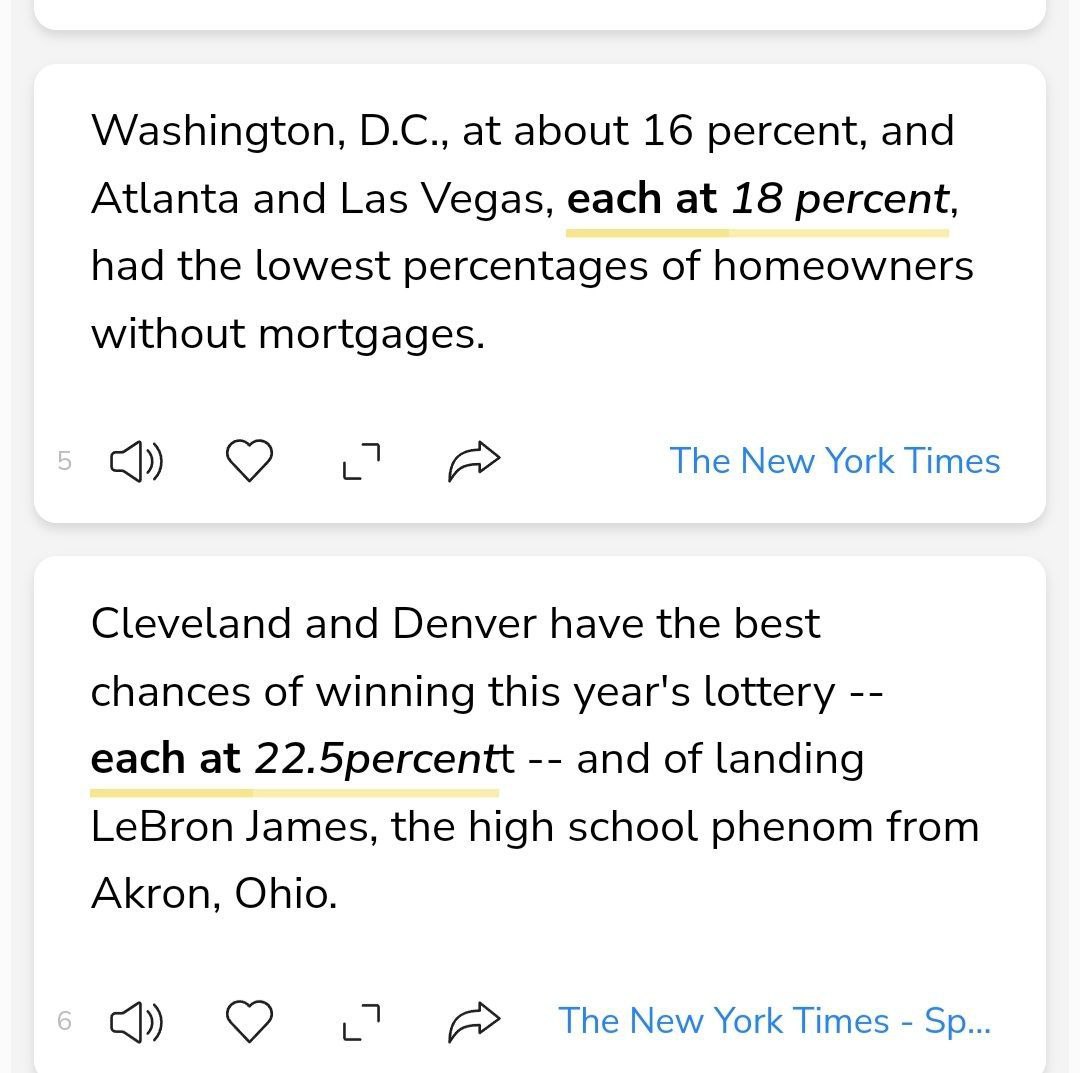 Washington, D.C., at about 16 percent, and
Atlanta and Las Vegas, each at 18 percent,
had the lowest percentages of homeowners
without mortgages.
5
The New York Times
Cleveland and Denver have the best
chances of winning this year's lottery --
each at 22.5percentt -- and of landing
LeBron James, the high school phenom from
Akron, Ohio.
6
The New York Times - Sp...